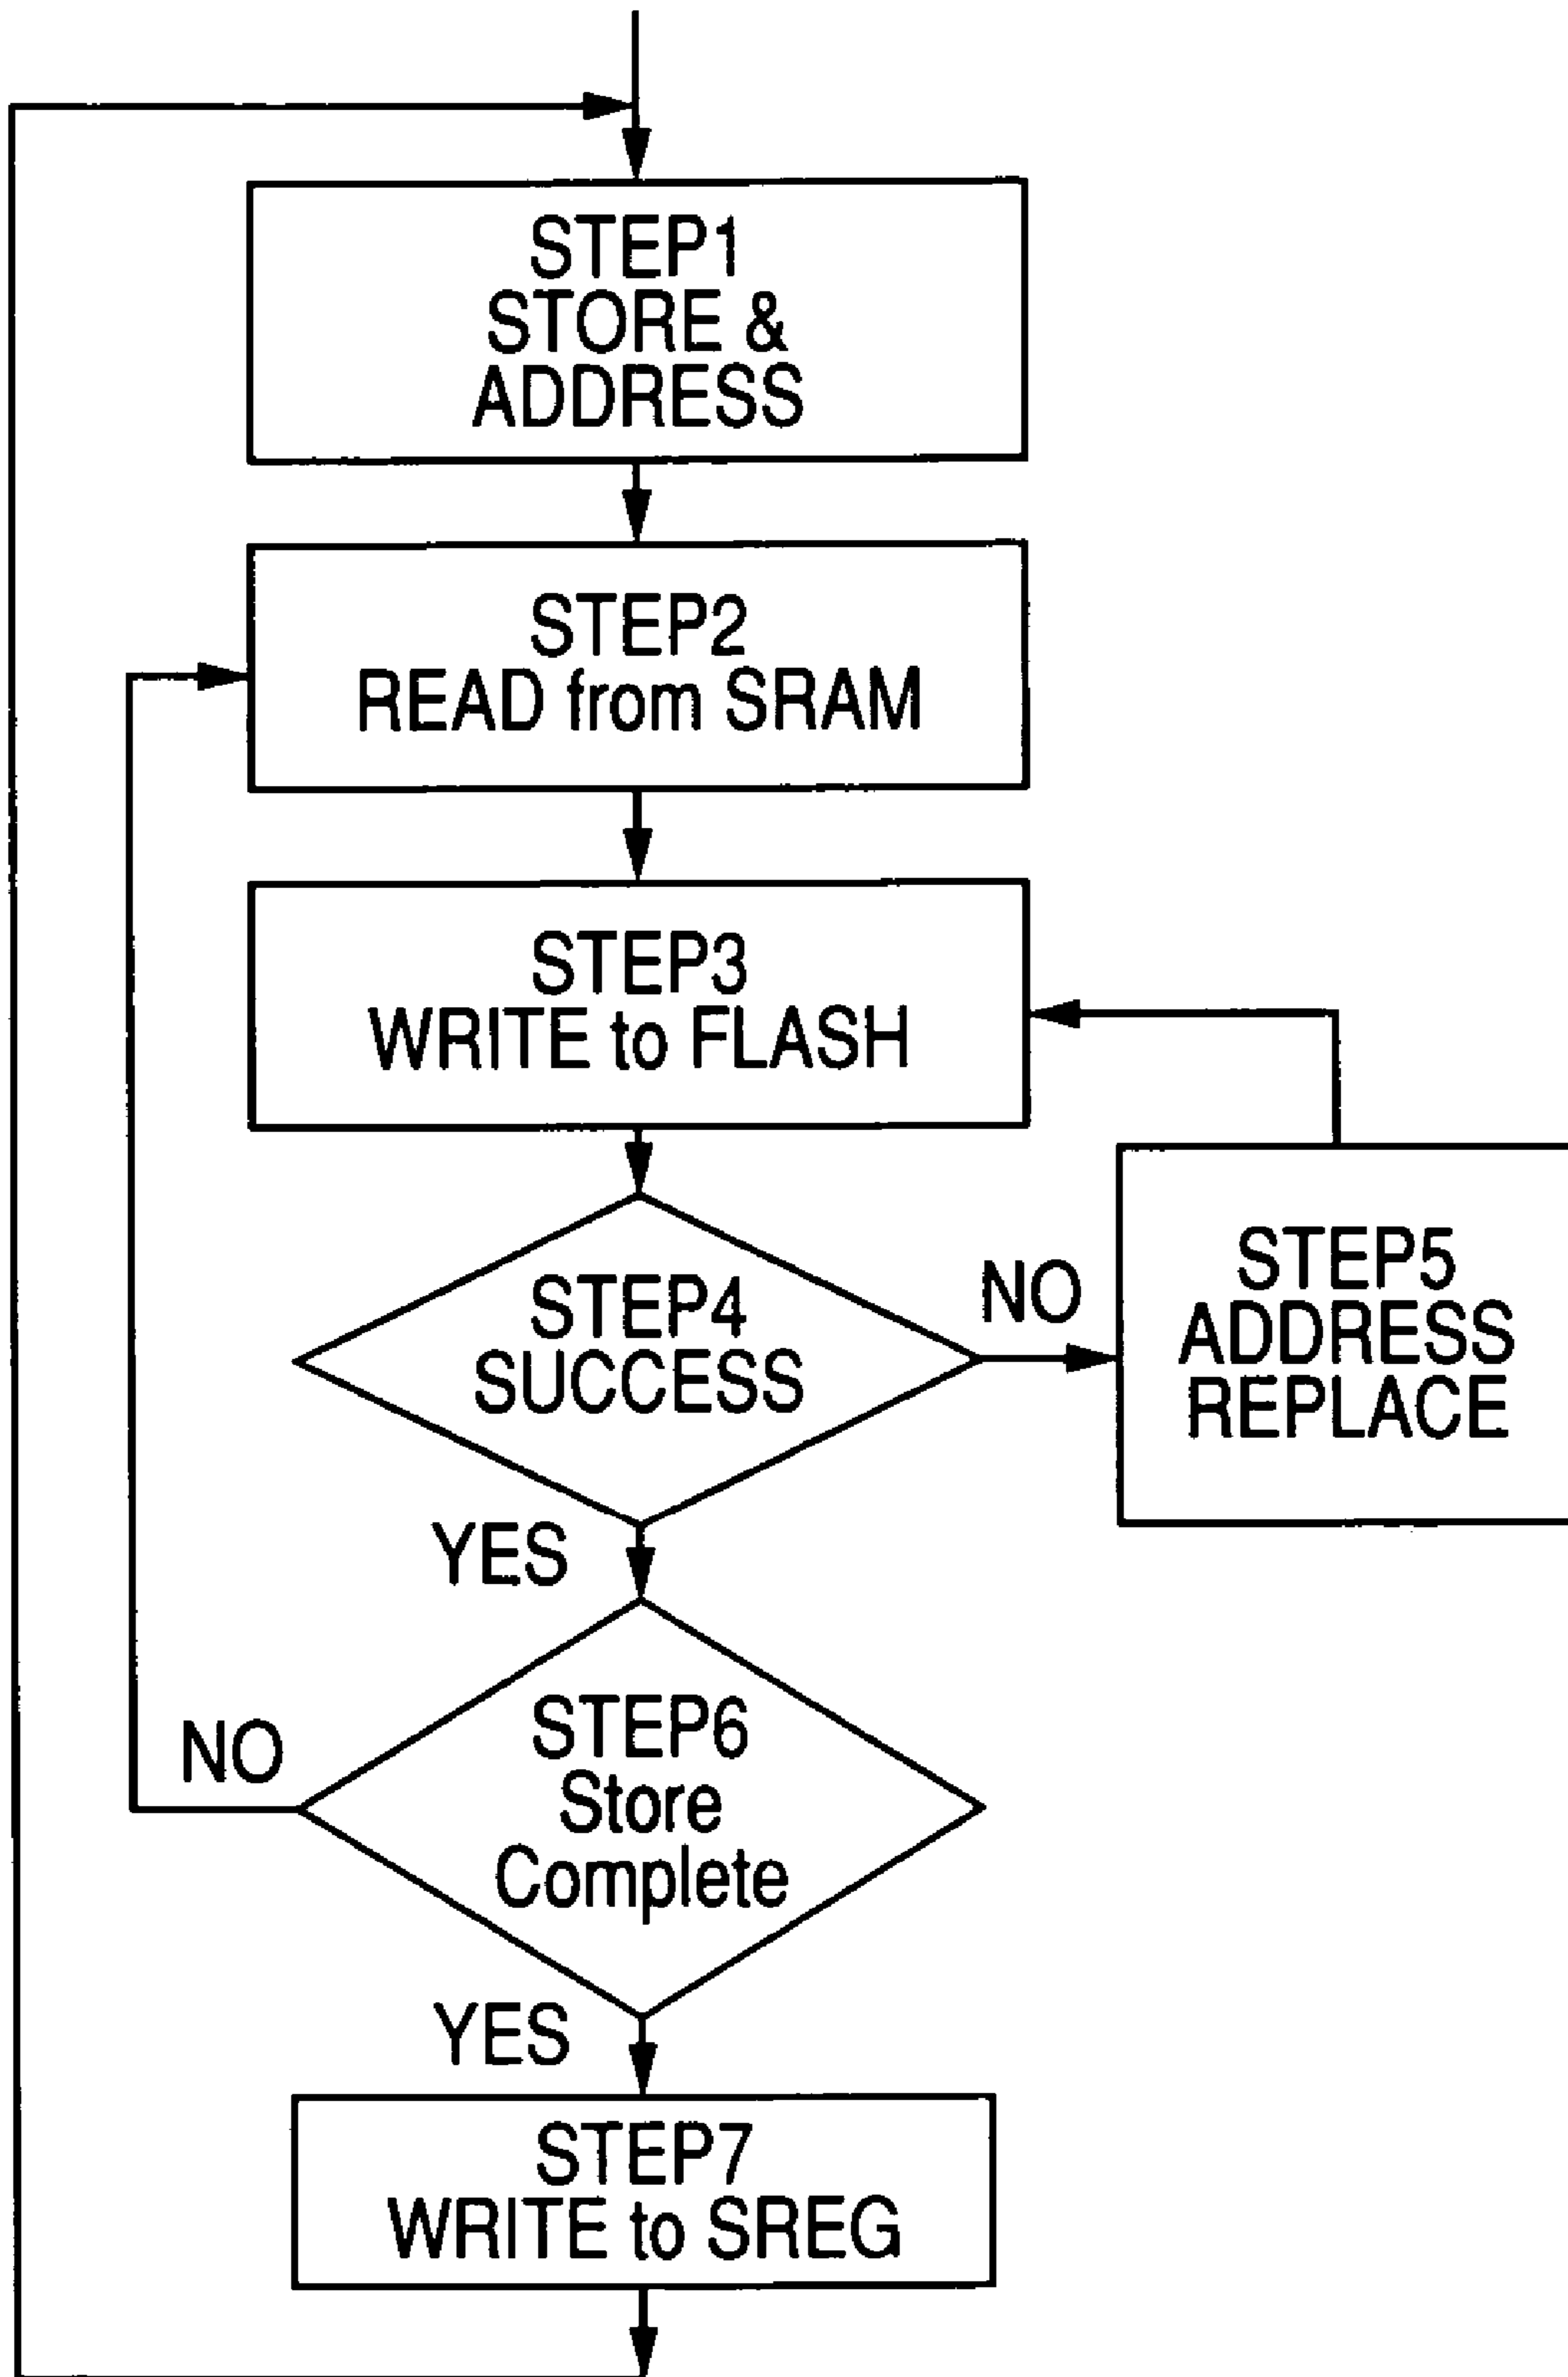 STEP1
STORE &
ADDRESS
STEP2
READ from SRAM
STEP3
WRITE to FLASH
STEP4
SUCCESS
NO
STEP5
ADDRESS
REPLACE
YES
STEP6
Store
Complete
NO
YES
STEP7
WRITE to SREG